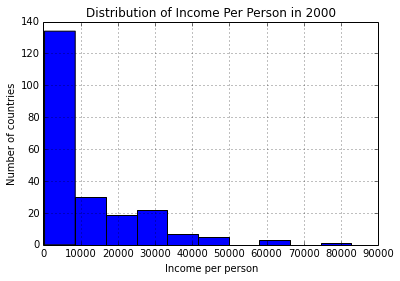 Distribution of Income Per Person in 2000
Number of countries
140
120
100
80
60
40
20
0
0 10000 20000 30000 40000 50000 60000 70000 80000 90000
Income per person